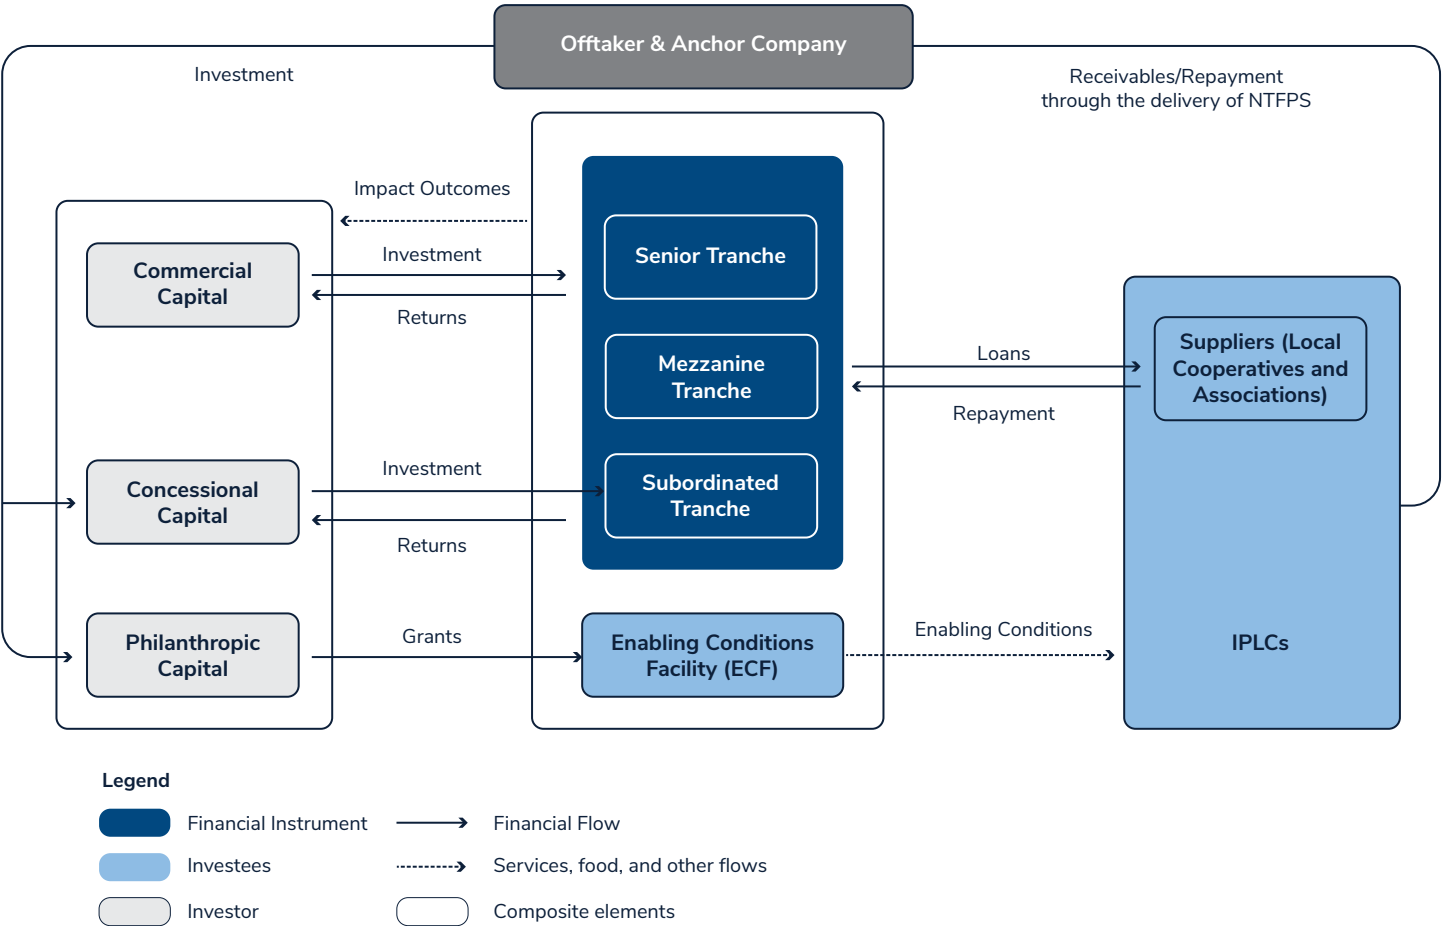 Offtaker & Anchor Company
Investment
Receivables/Repayment
through the delivery of NTFPS
Impact Outcomes
Commercial
Capital
Investment
Returns
Senior Tranche
Mezzanine
Tranche
Loans
Repayment
Suppliers (Local
Cooperatives and
Associations)
Concessional
Capital
Investment
Returns
Subordinated
Tranche
Philanthropic
Capital
Grants
Enabling Conditions
Facility (ECF)
Enabling Conditions
IPLCs
Legend
Financial Instrument
Financial Flow
Investees
Services, food, and other flows
Investor
Composite elements